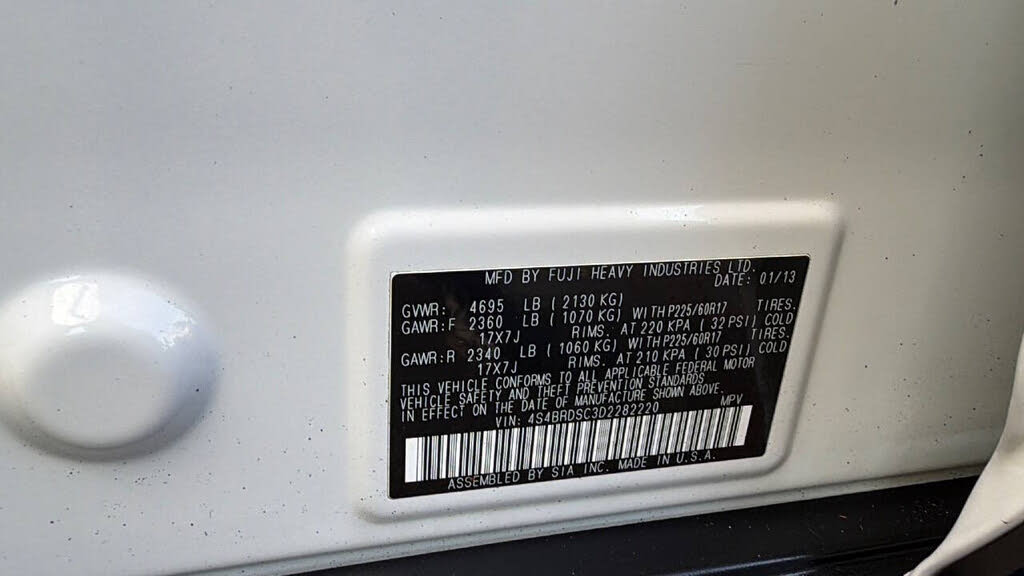 MFD BY FUJI HEAVY INDUSTRIES LTD.
DATE: 01/13
GVWR: 4695 LB ( 2130 KG)
GAWR:F 2360 LB ( 1070 KG) WITH P225/60R17 TIRES.
17X7J RIMS. AT 220 KPA ( 32 PSI) COLD
GAWR:R 2340 LB ( 1060 KG) WITH P225/60R17 TIRES.
17X7J RIMS. AT 210 KPA ( 30 PSI) COLD
THIS VEHICLE CONFORMS TO ALL APPLICABLE FEDERAL MOTOR
VEHICLE SAFETY AND THEFT PREVENTION STANDARDS
IN EFFECT ON THE DATE OF MANUFACTURE SHOWN ABOVE.
VIN: 4S4BRDSC3D2282220 MPV
ASSEMBLED BY SIA INC. MADE IN U.S.A.